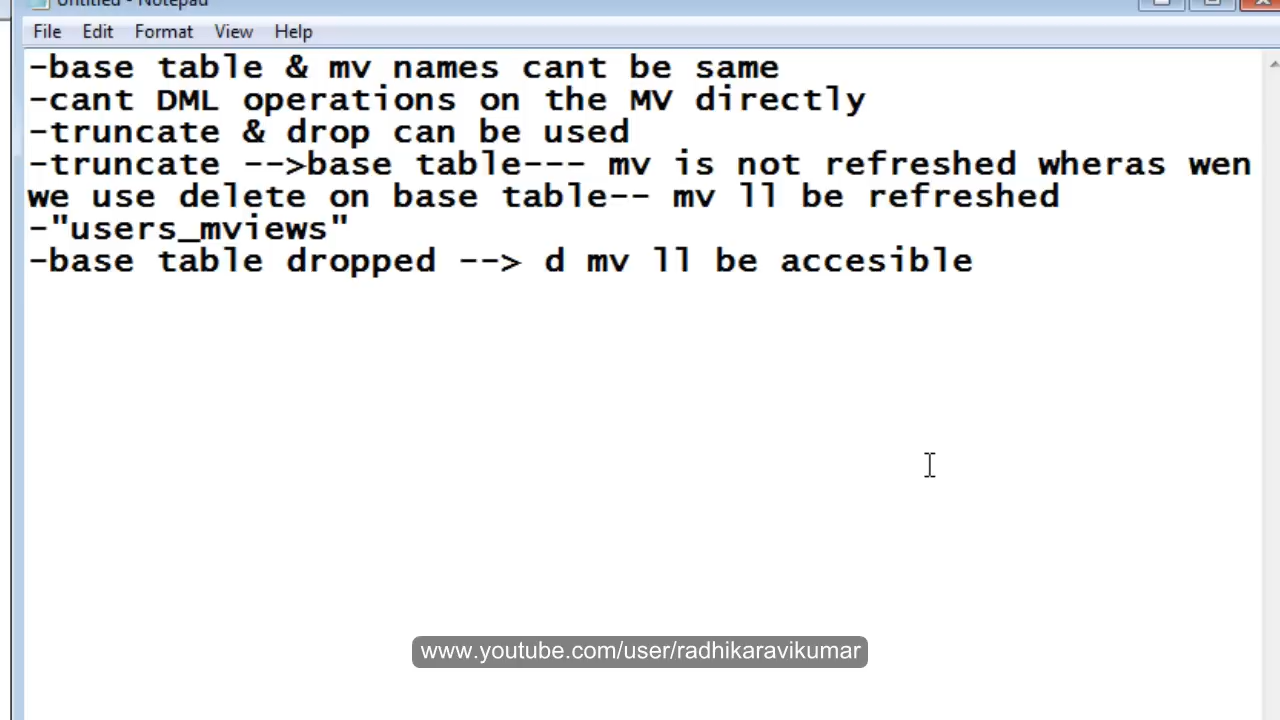 Untitled - Notepad
File Edit Format View Help
-base table & mv names cant be same
-cant DML operations on the MV directly
-truncate & drop can be used
-truncate -->base table--- mv is not refreshed wheras wen
we use delete on base table-- mv ll be refreshed
-"users_mviews"
-base table dropped --> d mv ll be accesible
www.youtube.com/user/radhikaravikumar